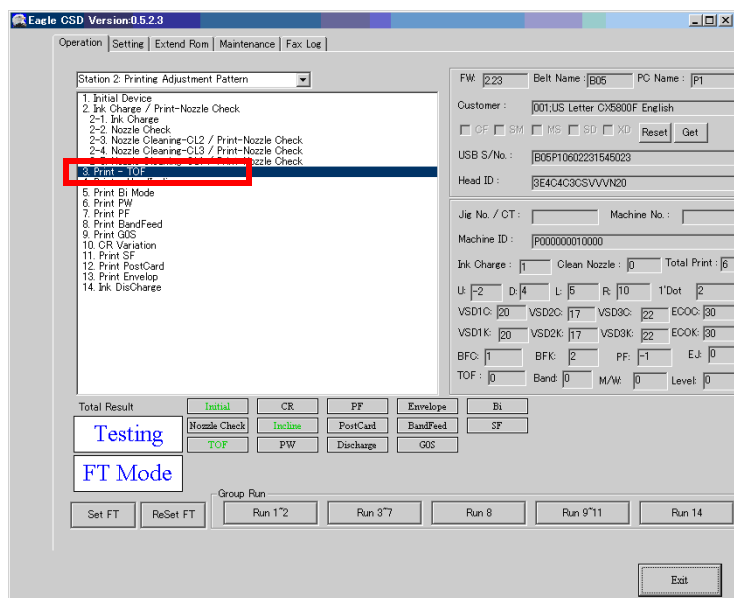 Eagle CSD Version:0.5.2.3
Operation Setting Extend Rom Maintenance Fax Log
Station 2: Printing Adjustment Pattern
1. Initial Device
2. Ink Charge / Print-Nozzle Check
2-1. Ink Charge
2-2. Nozzle Check
2-3. Nozzle Cleaning-CL2 / Print-Nozzle Check
2-4. Nozzle Cleaning-CL3 / Print-Nozzle Check
3. Print - TOF
5. Print Bi Mode
6. Print PW
7. Print PF
8. Print BandFeed
9. Print G0S
10. CR Variation
11. Print SF
12. Print PostCard
13. Print Envelop
14. Ink DisCharge
FW: 2.23 Belt Name : B05 PC Name : P1
Customer : 001;US Letter CX5800F English
CF SM MS SD XD Reset Get
USB S/No. : B05P10602231545023
Head ID : 3E4C4C3CSVVVN20
Jig No. / CT : Machine No. :
Machine ID : P000000010000
Ink Charge : 1 Clean Nozzle : 0 Total Print : 6
U: -2 D: 4 L: 5 R: 10 1'Dot 2
VSD1C: 20 VSD2C: 17 VSD3C: 22 ECOC: 30
VSD1K: 20 VSD2K: 17 VSD3K: 22 ECOK: 30
BFC: 1 BFK: 2 PF: -1 EJ: 0
TOF : 0 Band: 0 M/W: 0 Level: 0
Total Result Initial CR PF Envelope Bi
Testing Nozzle Check Incline PostCard BandFeed SF
TOF PW Discharge G0S
FT Mode
Group Run
Set FT ReSet FT Run 1~2 Run 3~7 Run 8 Run 9~11 Run 14
Exit